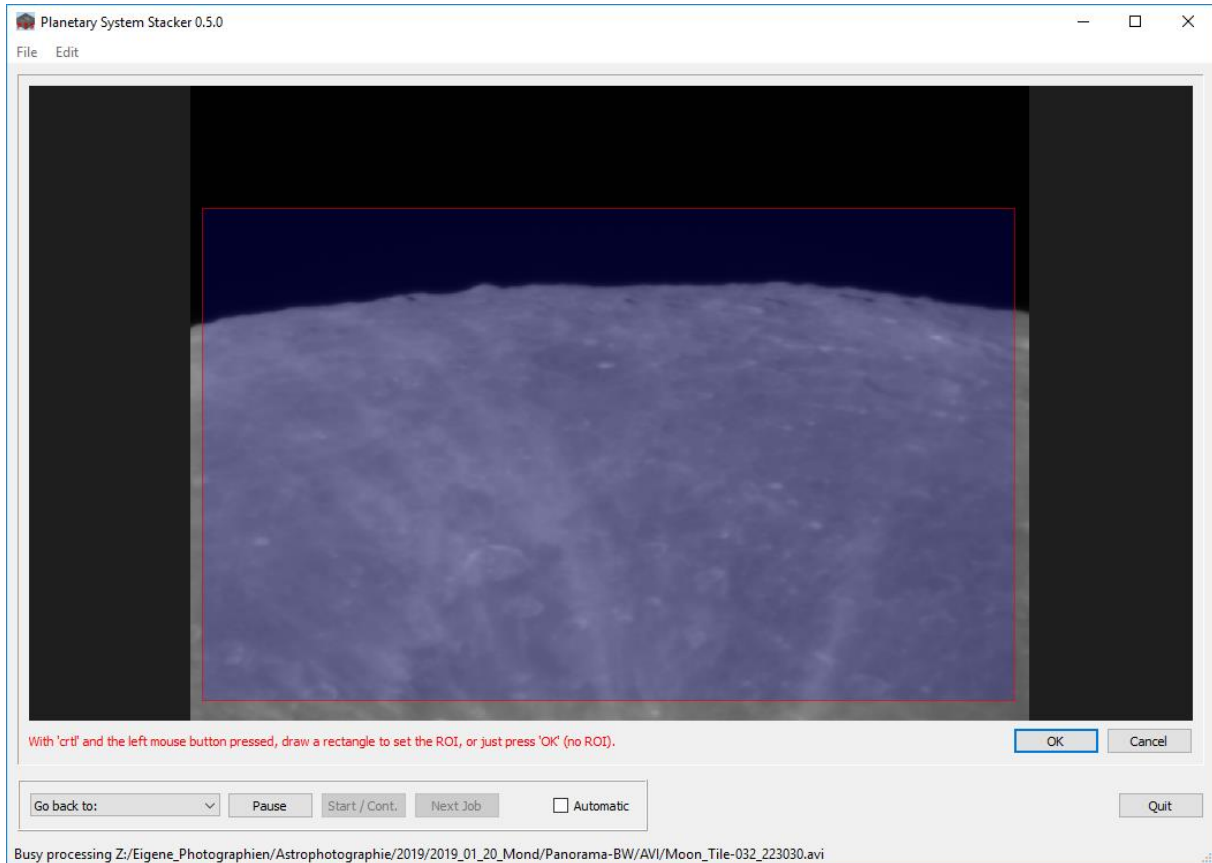 Planetary System Stacker 0.5.0
File Edit
With 'crtl' and the left mouse button pressed, draw a rectangle to set the ROI, or just press 'OK' (no ROI).
OK Cancel
Go back to: Pause Start / Cont. Next Job Automatic Quit
Busy processing Z:/Eigene_Photographien/Astrophotographie/2019/2019_01_20_Mond/Panorama-BW/AVI/Moon_Tile-032_223030.avi